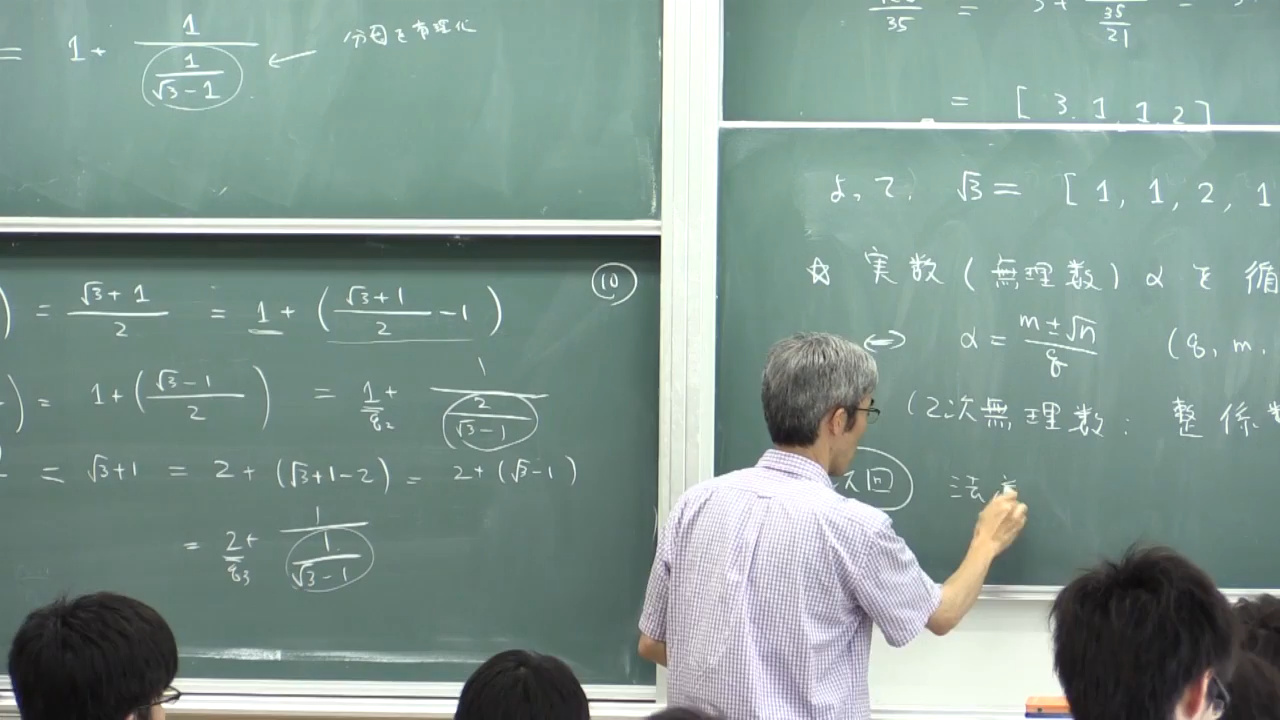 = 1 + 1/(1/(√3-1)) ← 分母を有理化
) = (√3+1)/2 = 1 + ((√3+1)/2 - 1) ⑩
) = 1 + ((√3-1)/2) = 1 + 1/(2/(√3-1))
q₂
= √3+1 = 2 + (√3+1-2) = 2 + (√3-1)
= 2 + 1/(1/(√3-1))
q₃
35 = 3 + 35/21 =
= [3, 1, 1, 2]
よって, √3 = [1, 1, 2, 1
☆ 実数(無理数) α を 循
↔ α = (m±√n)/q (q, m,
(2次無理数: 整係数
次回 法